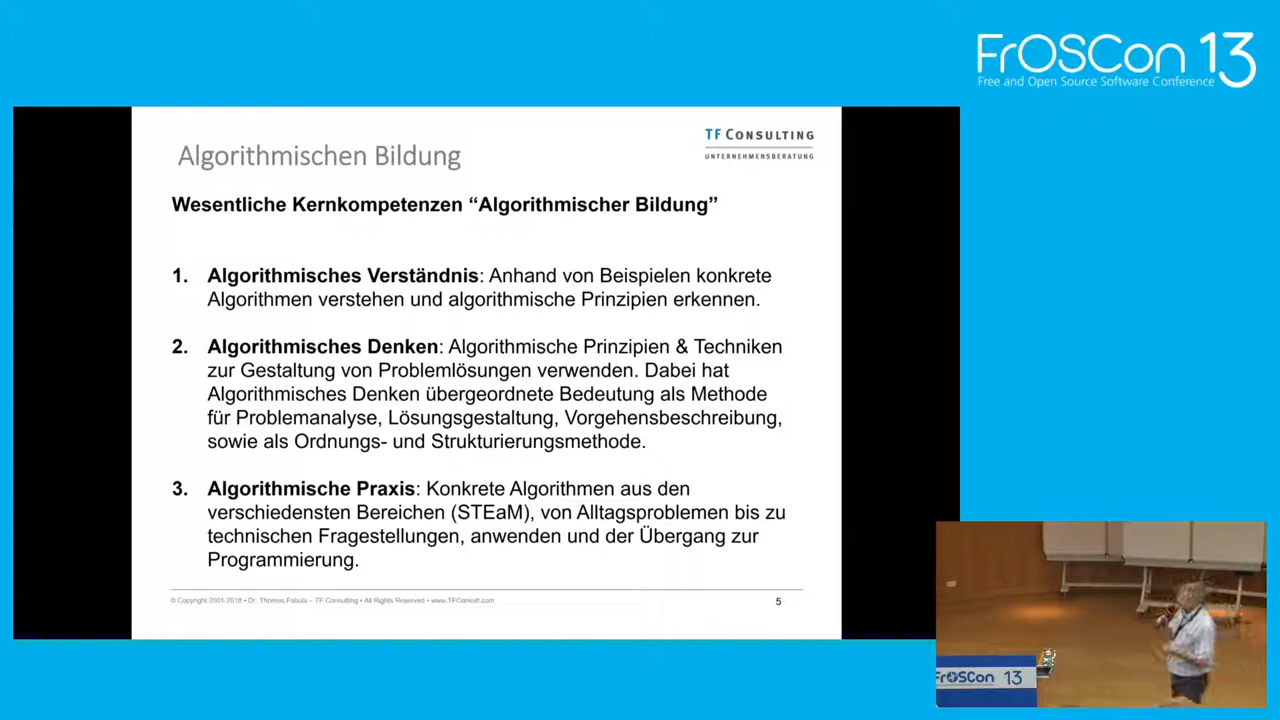 FrOSCon 13
Free and Open Source Software Conference
TF CONSULTING
UNTERNEHMENSBERATUNG
Algorithmischen Bildung
Wesentliche Kernkompetenzen “Algorithmischer Bildung”
1. Algorithmisches Verständnis: Anhand von Beispielen konkrete
Algorithmen verstehen und algorithmische Prinzipien erkennen.
2. Algorithmisches Denken: Algorithmische Prinzipien & Techniken
zur Gestaltung von Problemlösungen verwenden. Dabei hat
Algorithmisches Denken übergeordnete Bedeutung als Methode
für Problemanalyse, Lösungsgestaltung, Vorgehensbeschreibung,
sowie als Ordnungs- und Strukturierungsmethode.
3. Algorithmische Praxis: Konkrete Algorithmen aus den
verschiedensten Bereichen (STEaM), von Alltagsproblemen bis zu
technischen Fragestellungen, anwenden und der Übergang zur
Programmierung.
© Copyright 2001-2018 • Dr. Thomas Fabula – TF Consulting • All Rights Reserved • www.TFConsult.com
5
FrOSCon 13